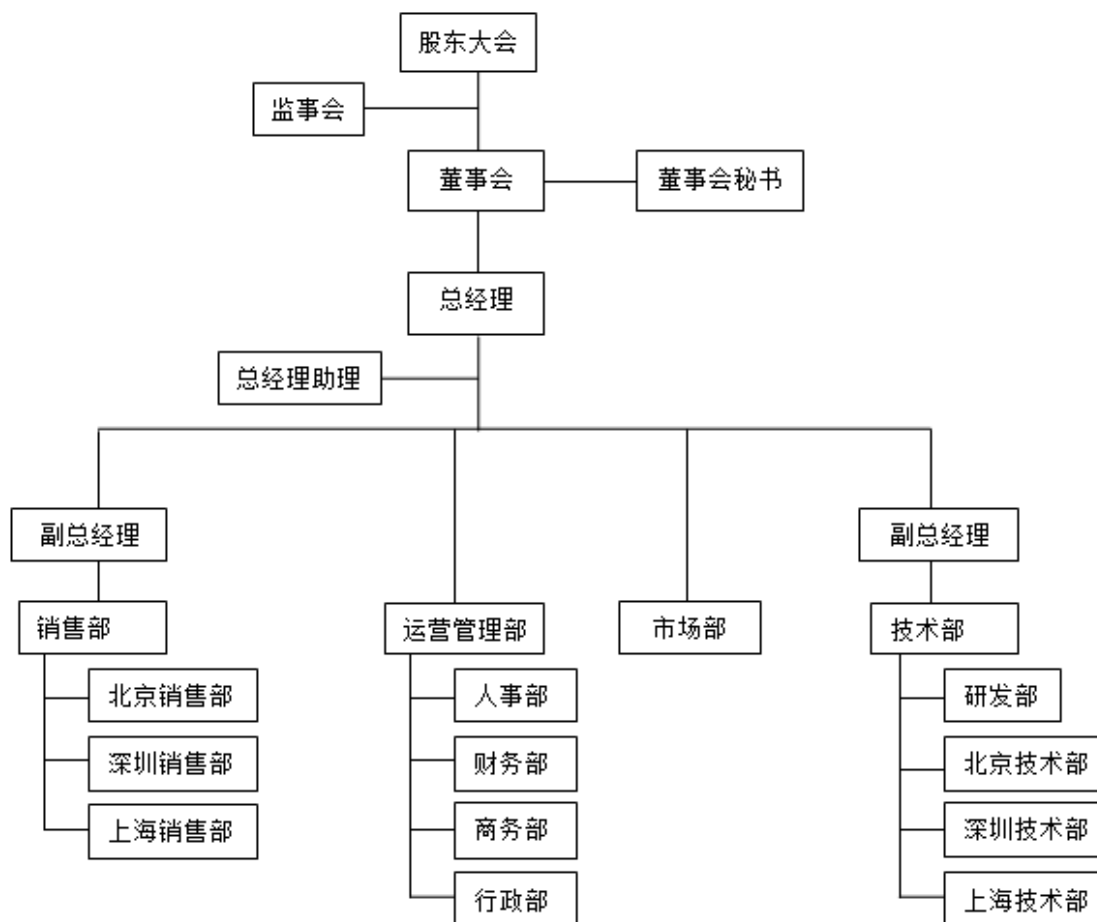 股东大会
监事会
董事会
董事会秘书
总经理
总经理助理
副总经理
副总经理
销售部
运营管理部
市场部
技术部
北京销售部
人事部
研发部
深圳销售部
财务部
北京技术部
上海销售部
商务部
深圳技术部
行政部
上海技术部